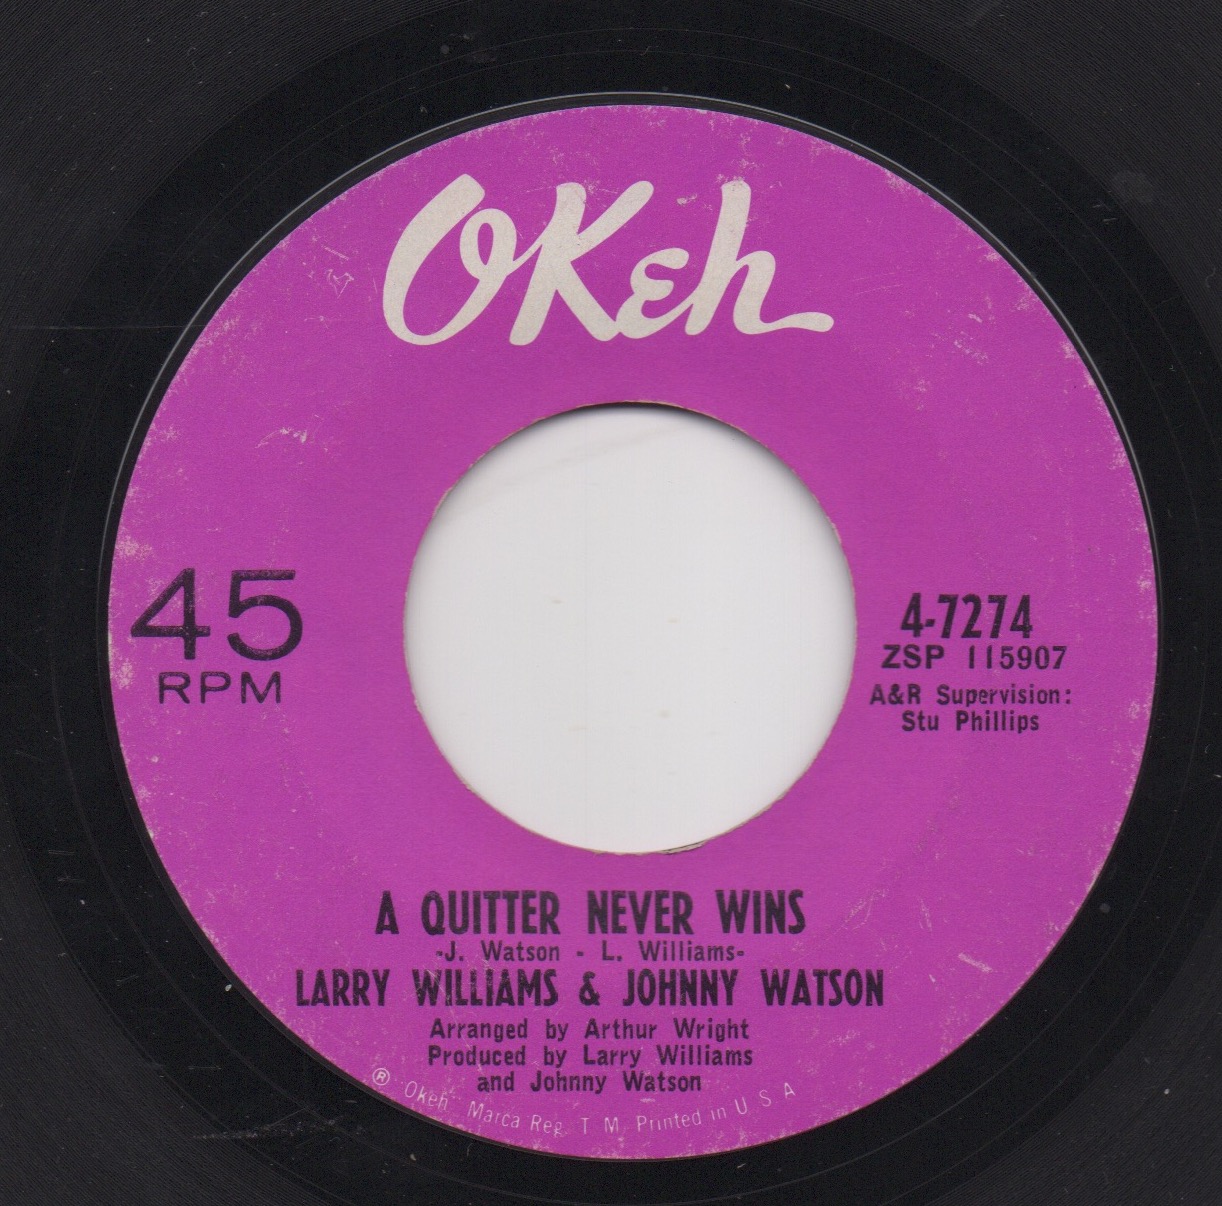 OKeh
45
RPM
4-7274
ZSP 115907
A&R Supervision:
Stu Phillips
A QUITTER NEVER WINS
-J. Watson - L. Williams-
LARRY WILLIAMS & JOHNNY WATSON
Arranged by Arthur Wright
Produced by Larry Williams
and Johnny Watson
® "Okeh" Marca Reg. T M Printed in U S A